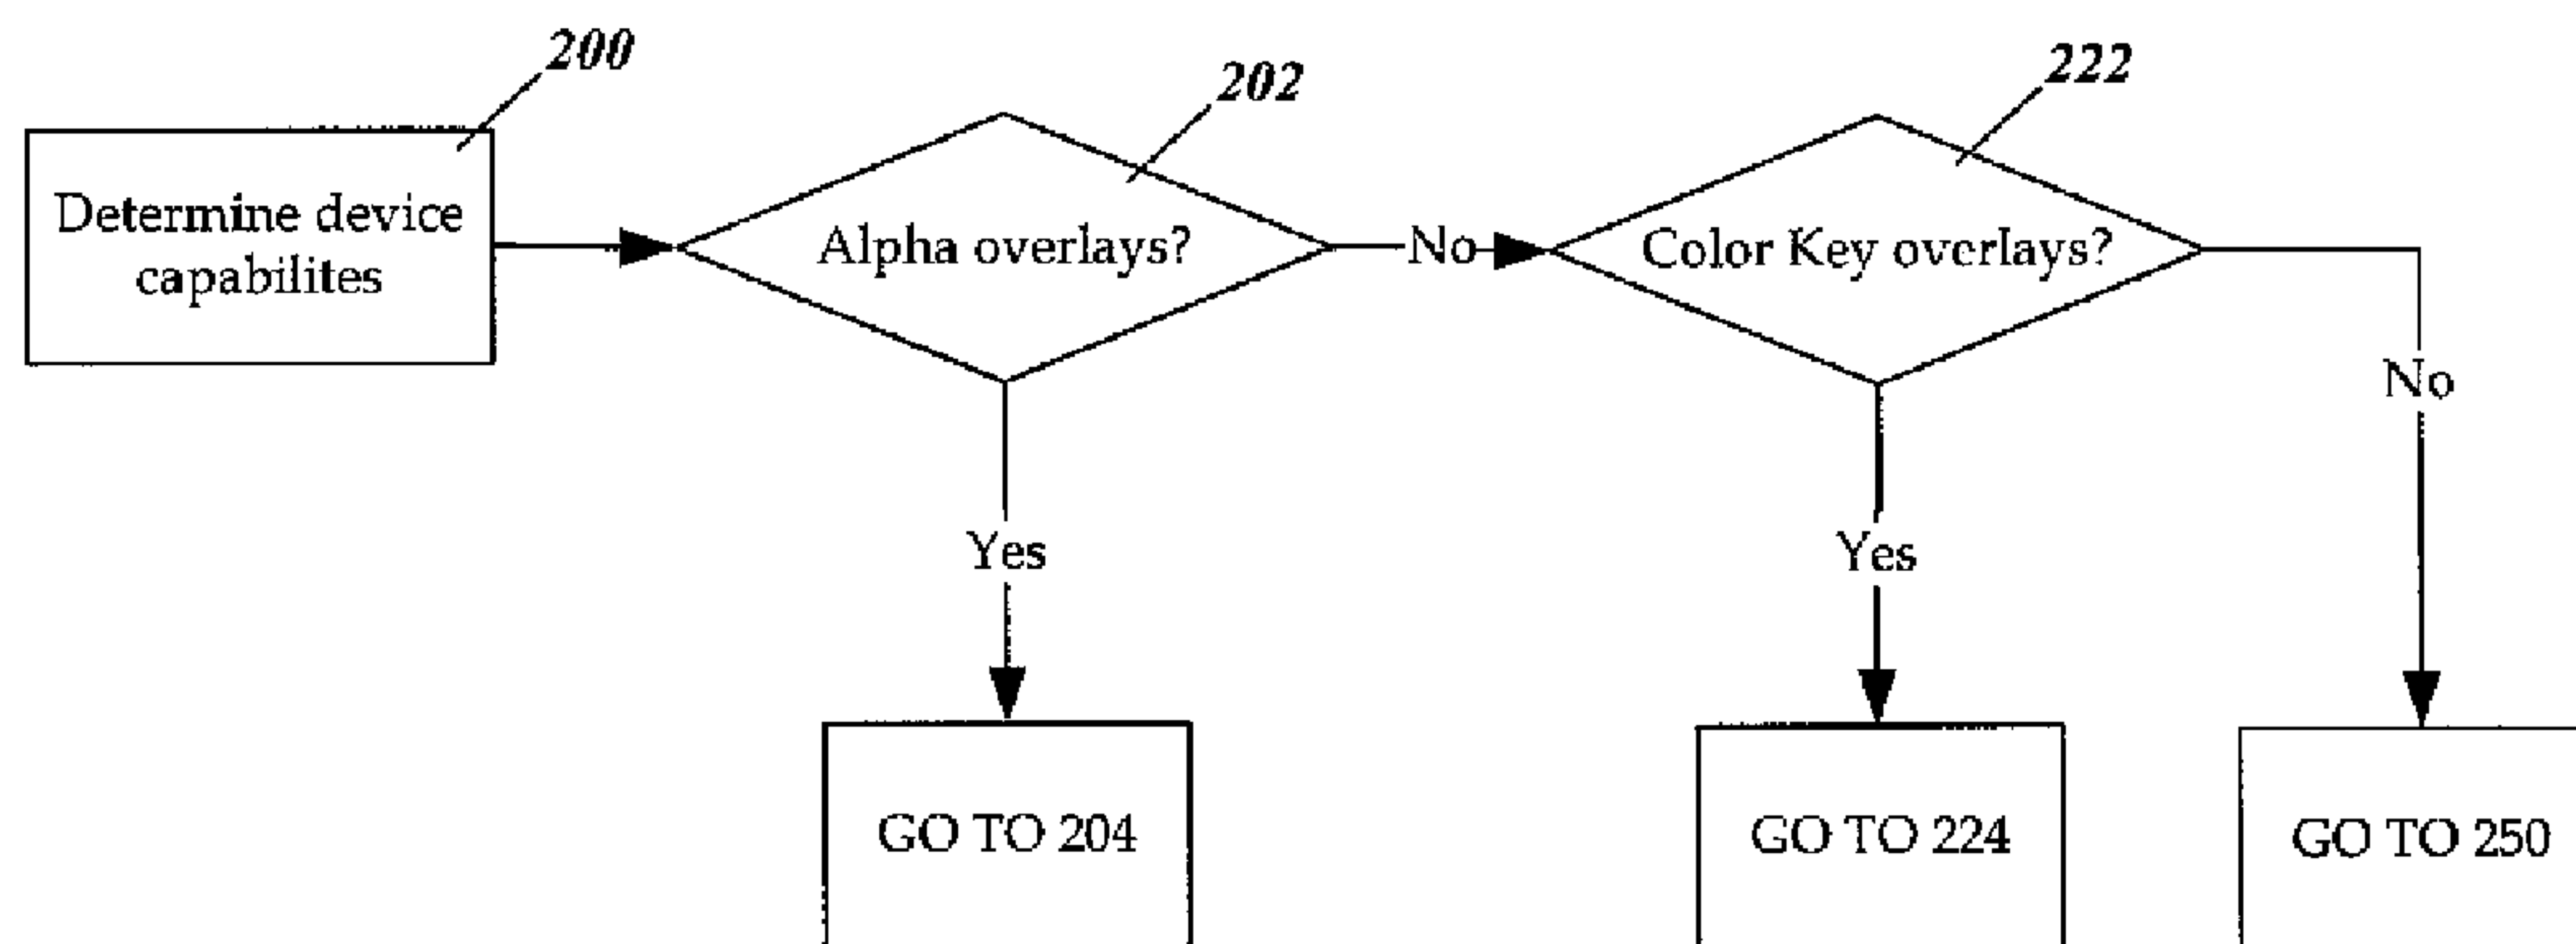 200
202
222
Determine device
capabilites
Alpha overlays?
No
Color Key overlays?
No
Yes
Yes
GO TO 204
GO TO 224
GO TO 250